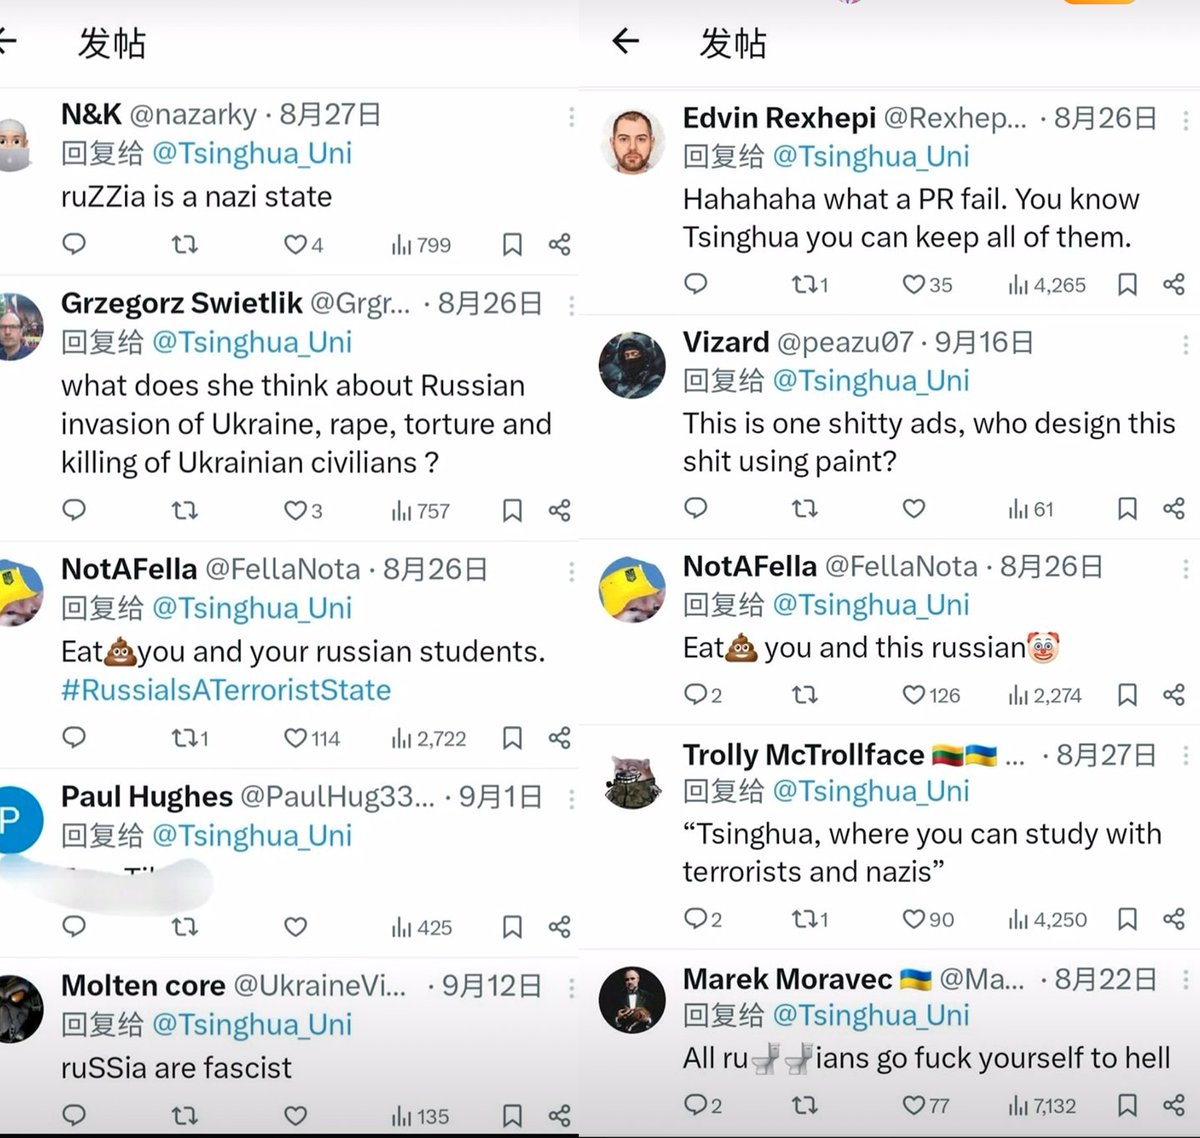 发帖
N&K @nazarky · 8月27日
回复给 @Tsinghua_Uni
ruZZia is a nazi state
4 799
Grzegorz Swietlik @Grgr... · 8月26日
回复给 @Tsinghua_Uni
what does she think about Russian
invasion of Ukraine, rape, torture and
killing of Ukrainian civilians ?
3 757
NotAFella @FellaNota · 8月26日
回复给 @Tsinghua_Uni
Eat💩you and your russian students.
#RussiaIsATerroristState
1 114 2,722
P
Paul Hughes @PaulHug33... · 9月1日
回复给 @Tsinghua_Uni
425
Molten core @UkraineVi... · 9月12日
回复给 @Tsinghua_Uni
ruSSia are fascist
135
发帖
Edvin Rexhepi @Rexhep... · 8月26日
回复给 @Tsinghua_Uni
Hahahaha what a PR fail. You know
Tsinghua you can keep all of them.
1 35 4,265
Vizard @peazu07 · 9月16日
回复给 @Tsinghua_Uni
This is one shitty ads, who design this
shit using paint?
61
NotAFella @FellaNota · 8月26日
回复给 @Tsinghua_Uni
Eat💩 you and this russian🤡
2 126 2,274
Trolly McTrollface 🇱🇹🇺🇦 ... · 8月27日
回复给 @Tsinghua_Uni
“Tsinghua, where you can study with
terrorists and nazis”
2 1 90 4,250
Marek Moravec 🇺🇦 @Ma... · 8月22日
回复给 @Tsinghua_Uni
All ru🚽🚽ians go fuck yourself to hell
2 77 7,132